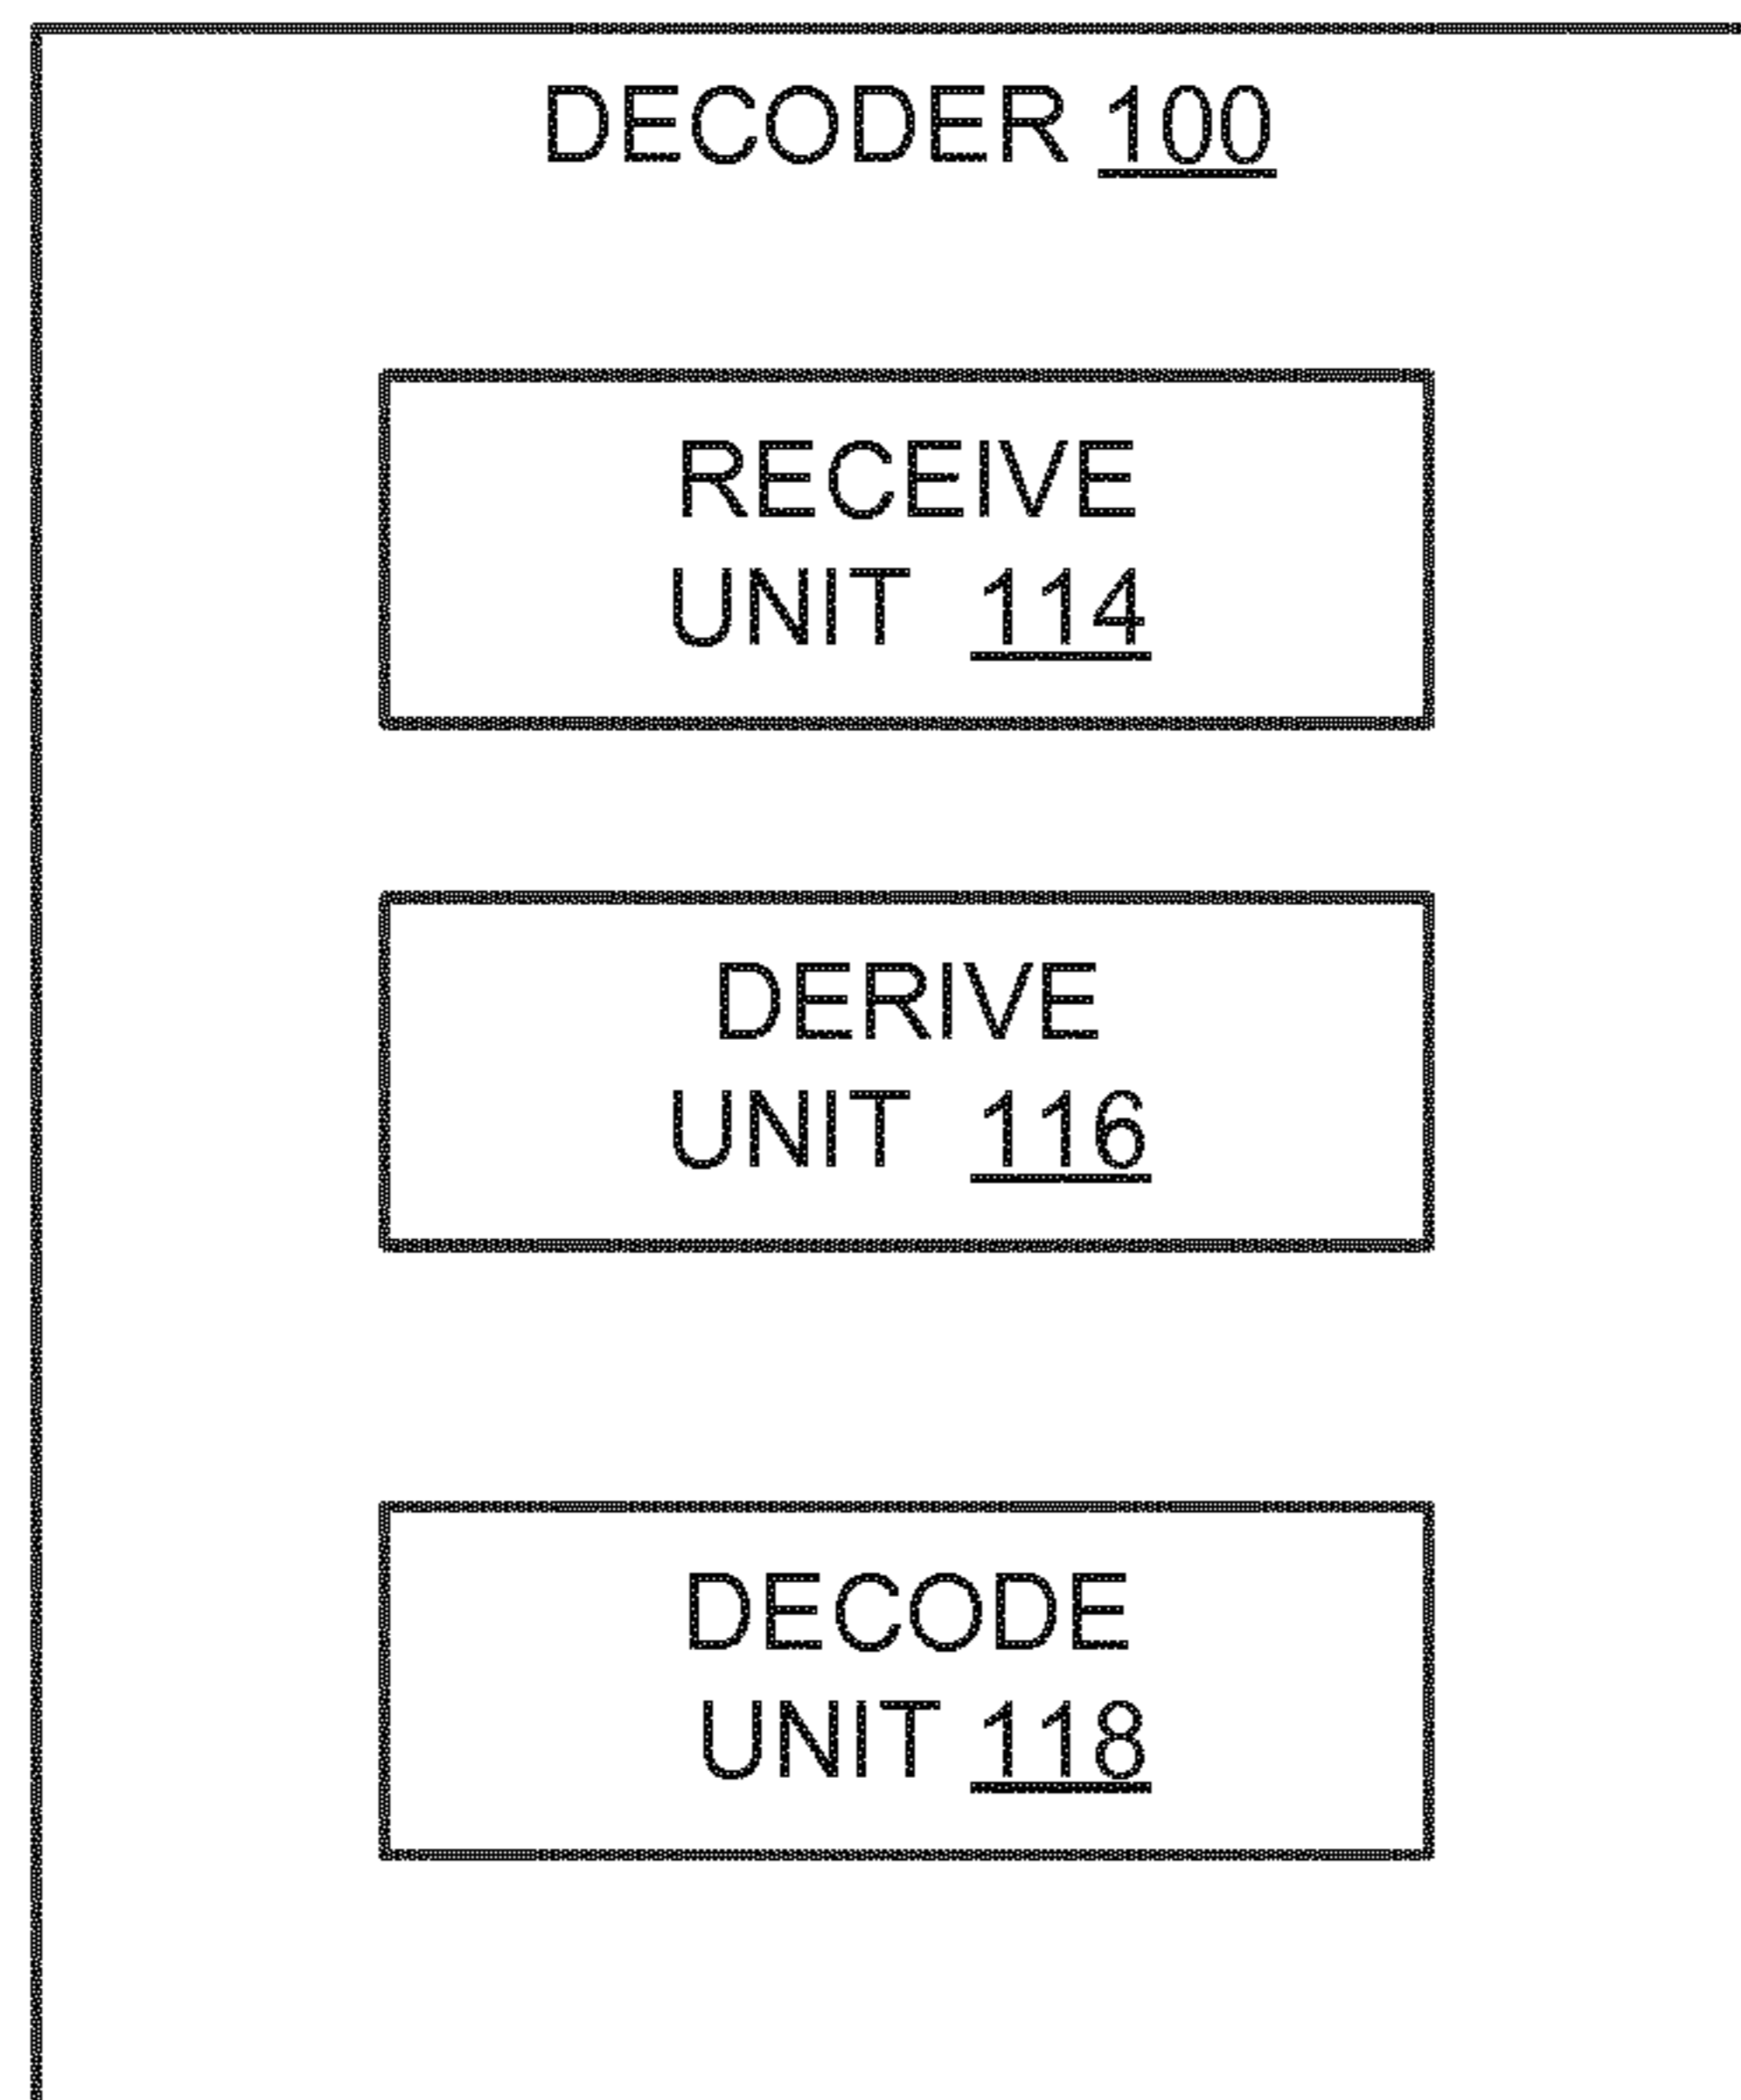 DECODER 100
RECEIVE
UNIT 114
DERIVE
UNIT 116
DECODE
UNIT 118